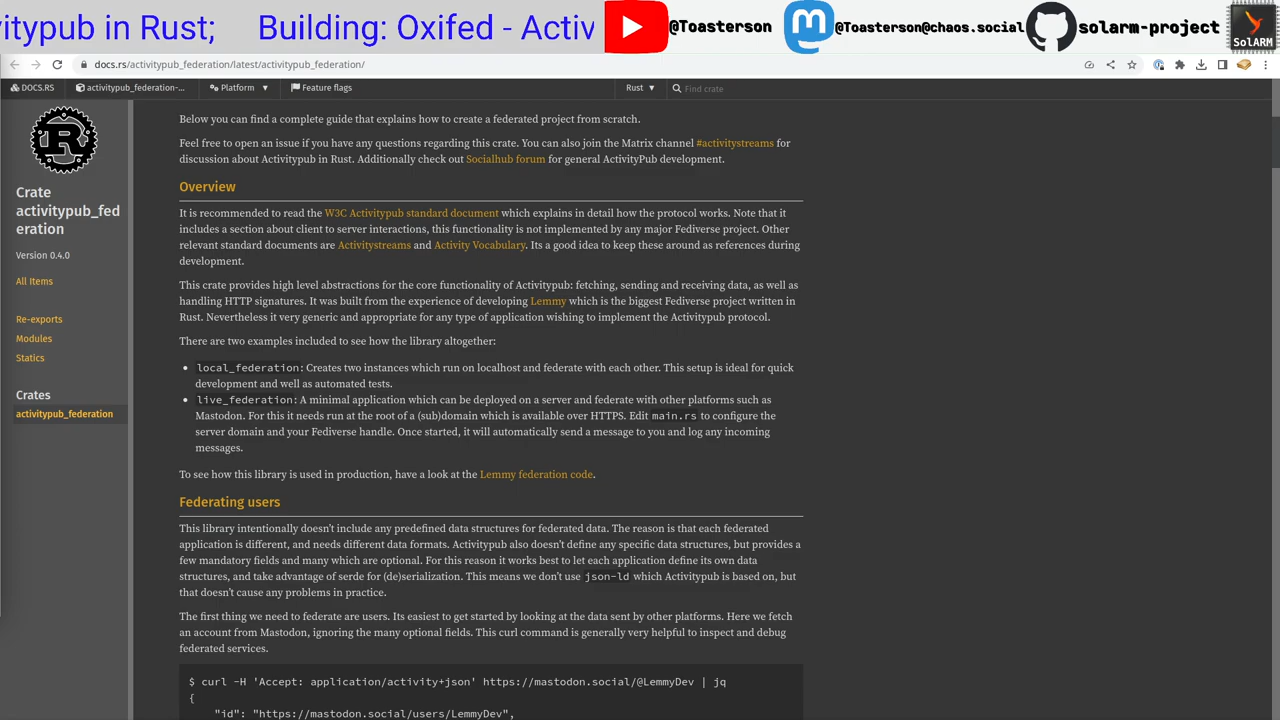 itypub in Rust;    Building: Oxifed - Activ
@Toasterson
@Toasterson@chaos.social
solarm-project
SolARM
docs.rs/activitypub_federation/latest/activitypub_federation/
DOCS.RS
activitypub_federation-...
Platform
Feature flags
Rust
Find crate
Crate
activitypub_fed
eration
Version 0.4.0
All Items
Re-exports
Modules
Statics
Crates
activitypub_federation
Below you can find a complete guide that explains how to create a federated project from scratch.
Feel free to open an issue if you have any questions regarding this crate. You can also join the Matrix channel #activitystreams for
discussion about Activitypub in Rust. Additionally check out Socialhub forum for general ActivityPub development.
Overview
It is recommended to read the W3C Activitypub standard document which explains in detail how the protocol works. Note that it
includes a section about client to server interactions, this functionality is not implemented by any major Fediverse project. Other
relevant standard documents are Activitystreams and Activity Vocabulary. Its a good idea to keep these around as references during
development.
This crate provides high level abstractions for the core functionality of Activitypub: fetching, sending and receiving data, as well as
handling HTTP signatures. It was built from the experience of developing Lemmy which is the biggest Fediverse project written in
Rust. Nevertheless it very generic and appropriate for any type of application wishing to implement the Activitypub protocol.
There are two examples included to see how the library altogether:
• local_federation: Creates two instances which run on localhost and federate with each other. This setup is ideal for quick
development and well as automated tests.
• live_federation: A minimal application which can be deployed on a server and federate with other platforms such as
Mastodon. For this it needs run at the root of a (sub)domain which is available over HTTPS. Edit main.rs to configure the
server domain and your Fediverse handle. Once started, it will automatically send a message to you and log any incoming
messages.
To see how this library is used in production, have a look at the Lemmy federation code.
Federating users
This library intentionally doesn't include any predefined data structures for federated data. The reason is that each federated
application is different, and needs different data formats. Activitypub also doesn't define any specific data structures, but provides a
few mandatory fields and many which are optional. For this reason it works best to let each application define its own data
structures, and take advantage of serde for (de)serialization. This means we don't use json-ld which Activitypub is based on, but
that doesn't cause any problems in practice.
The first thing we need to federate are users. Its easiest to get started by looking at the data sent by other platforms. Here we fetch
an account from Mastodon, ignoring the many optional fields. This curl command is generally very helpful to inspect and debug
federated services.
$ curl -H 'Accept: application/activity+json' https://mastodon.social/@LemmyDev | jq
{
"id": "https://mastodon.social/users/LemmyDev",